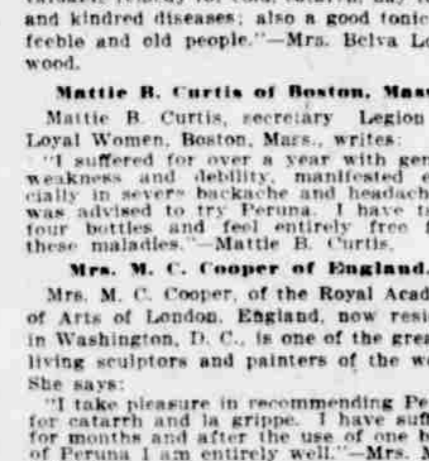 and kindred diseases; also a good tonic
feeble and old people."—Mrs. Belva Lo
wood.
Mattie B. Curtis of Boston, Mass
Mattie B. Curtis, secretary Legion
Loyal Women, Boston, Mars., writes:
"I suffered for over a year with gen
weakness and debility, manifested e
cially in severe backache and headach
was advised to try Peruna. I have ta
four bottles and feel entirely free f
these maladies."—Mattie B. Curtis.
Mrs. M. C. Cooper of England.
Mrs. M. C. Cooper, of the Royal Acad
of Arts of London, England, now resi
in Washington, D. C., is one of the grea
living sculptors and painters of the wo
She says:
"I take pleasure in recommending Pe
for catarrh and la grippe. I have suff
for months and after the use of one b
of Peruna I am entirely well."—Mrs. M